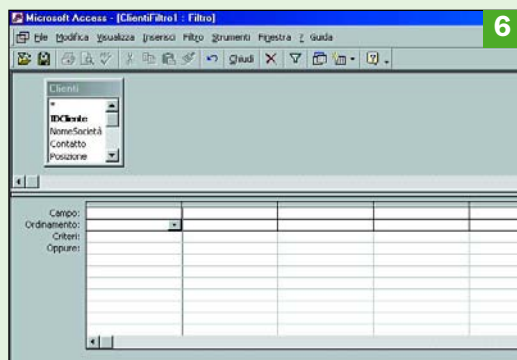 Microsoft Access - [ClientiFiltro1 : Filtro]
6
File Modifica Visualizza Inserisci Filtro Strumenti Finestra ? Guida
Chiudi
Clienti
*
IDCliente
NomeSocietà
Contatto
Posizione
Campo:
Ordinamento:
Criteri:
Oppure: